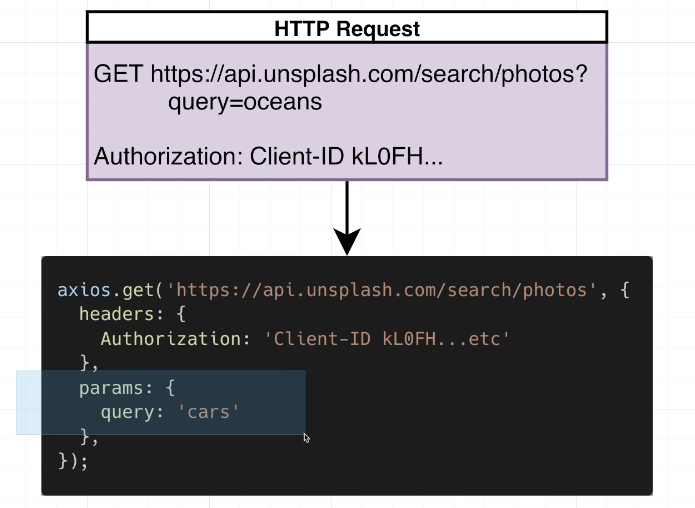 HTTP Request
GET https://api.unsplash.com/search/photos?
query=oceans
Authorization: Client-ID kL0FH...
axios.get('https://api.unsplash.com/search/photos', {
headers: {
Authorization: 'Client-ID kL0FH...etc'
},
params: {
query: 'cars'
},
});